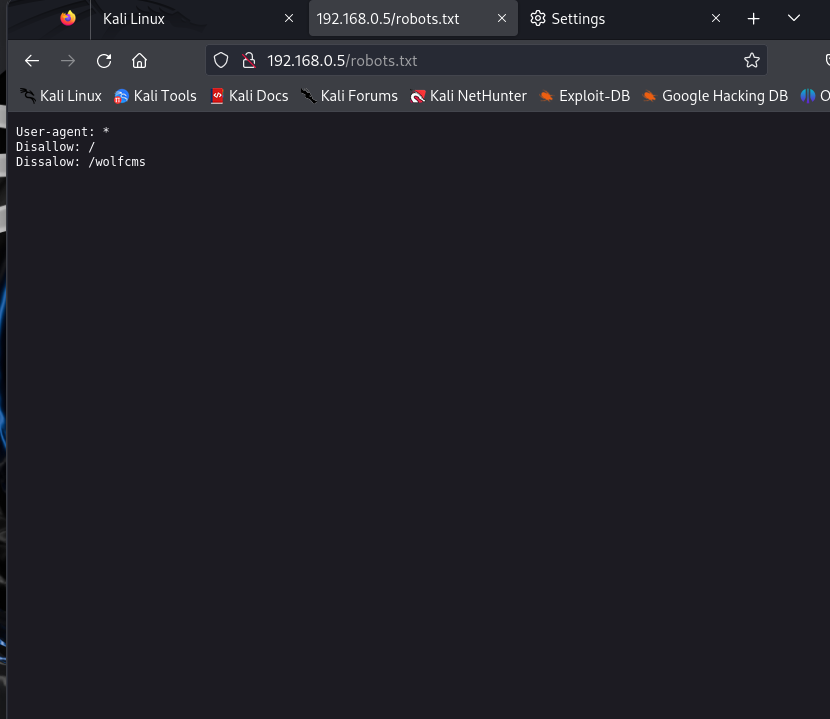 Kali Linux
192.168.0.5/robots.txt
Settings
192.168.0.5/robots.txt
Kali Linux
Kali Tools
Kali Docs
Kali Forums
Kali NetHunter
Exploit-DB
Google Hacking DB
User-agent: *
Disallow: /
Dissalow: /wolfcms